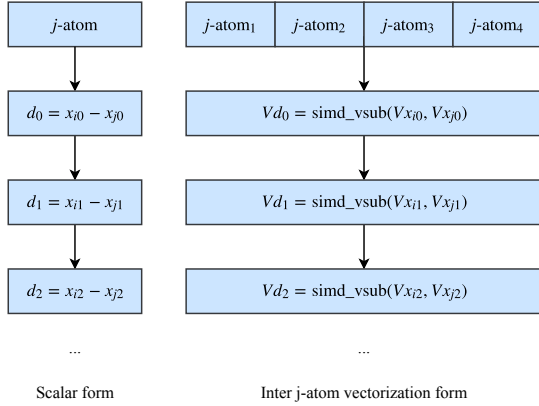 j-atom
d₀ = xᵢ₀ − xⱼ₀
d₁ = xᵢ₁ − xⱼ₁
d₂ = xᵢ₂ − xⱼ₂
...
Scalar form
j-atom₁ j-atom₂ j-atom₃ j-atom₄
Vd₀ = simd_vsub(Vxᵢ₀, Vxⱼ₀)
Vd₁ = simd_vsub(Vxᵢ₁, Vxⱼ₁)
Vd₂ = simd_vsub(Vxᵢ₂, Vxⱼ₂)
...
Inter j-atom vectorization form